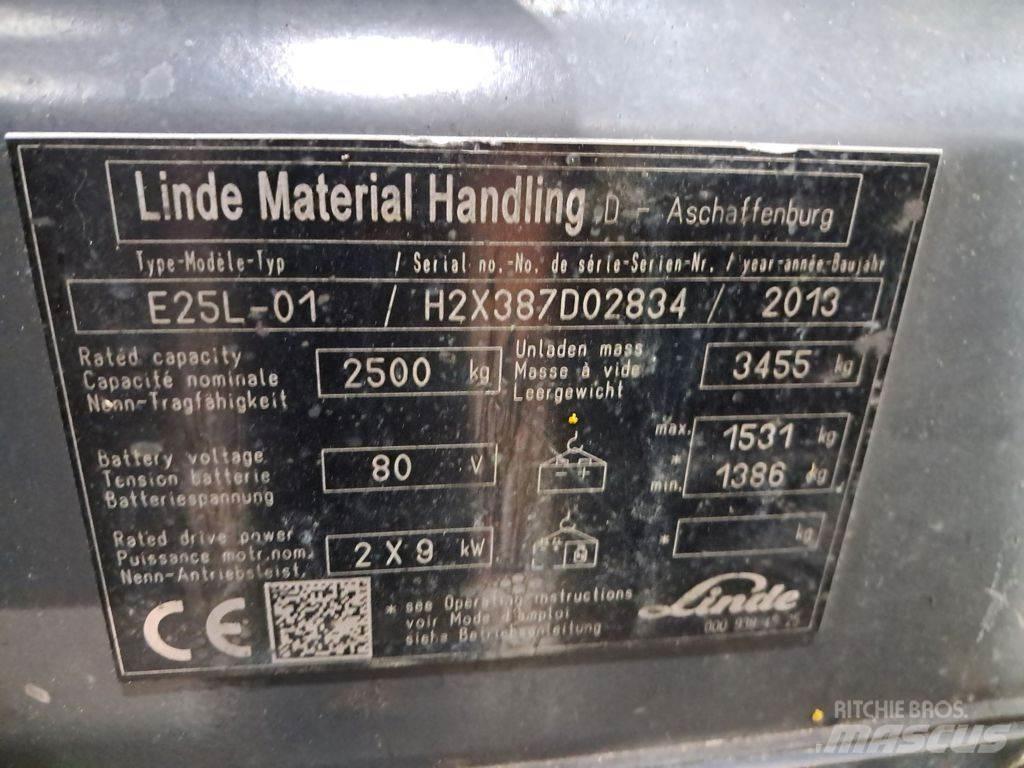 Linde Material Handling D - Aschaffenburg
Type-Modèle-Typ / Serial no.-No. de série-Serien-Nr. / year-année-Baujahr
E25L-01 / H2X387D02834 / 2013
Rated capacity
Capacité nominale
Nenn-Tragfähigkeit
2500 kg
Unladen mass
Masse à vide
Leergewicht
3455 kg
Battery voltage
Tension batterie
Batteriespannung
80 V
- +
max. 1531 kg
*
min. 1386 kg
Rated drive power
Puissance motr.nom.
Nenn-Antriebsleist.
2 X 9 kW
* kg
CE
* see Operating instructions
voir Mode d'emploi
siehe Betriebsanleitung
Linde
RITCHIE BROS.
MASCUS